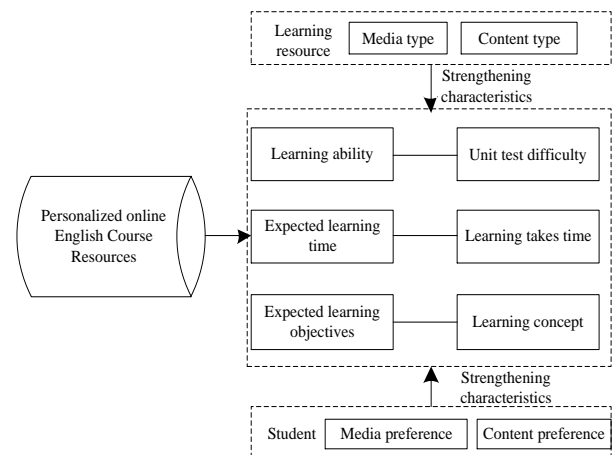 Learning
resource
Media type
Content type
Strengthening
characteristics
Learning ability
Unit test difficulty
Personalized online
English Course
Resources
Expected learning
time
Learning takes time
Expected learning
objectives
Learning concept
Strengthening
characteristics
Student
Media preference
Content preference